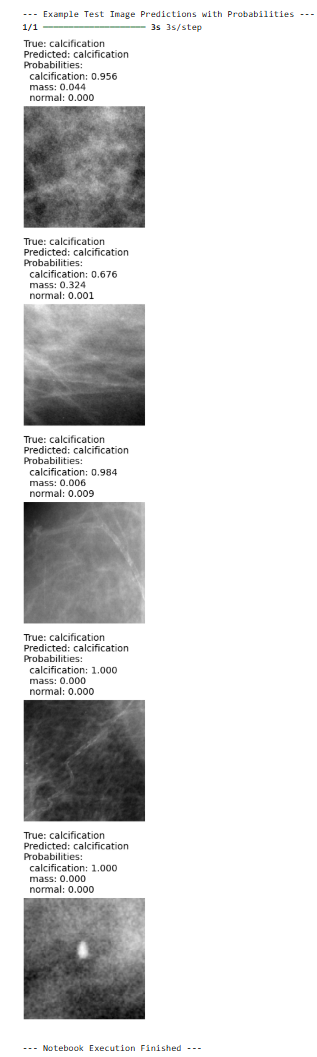 --- Example Test Image Predictions with Probabilities ---
1/1 ━━━━━━━━━━━━━━━━━━━━ 3s 3s/step
True: calcification
Predicted: calcification
Probabilities:
calcification: 0.956
mass: 0.044
normal: 0.000
True: calcification
Predicted: calcification
Probabilities:
calcification: 0.676
mass: 0.324
normal: 0.001
True: calcification
Predicted: calcification
Probabilities:
calcification: 0.984
mass: 0.006
normal: 0.009
True: calcification
Predicted: calcification
Probabilities:
calcification: 1.000
mass: 0.000
normal: 0.000
True: calcification
Predicted: calcification
Probabilities:
calcification: 1.000
mass: 0.000
normal: 0.000
--- Notebook Execution Finished ---